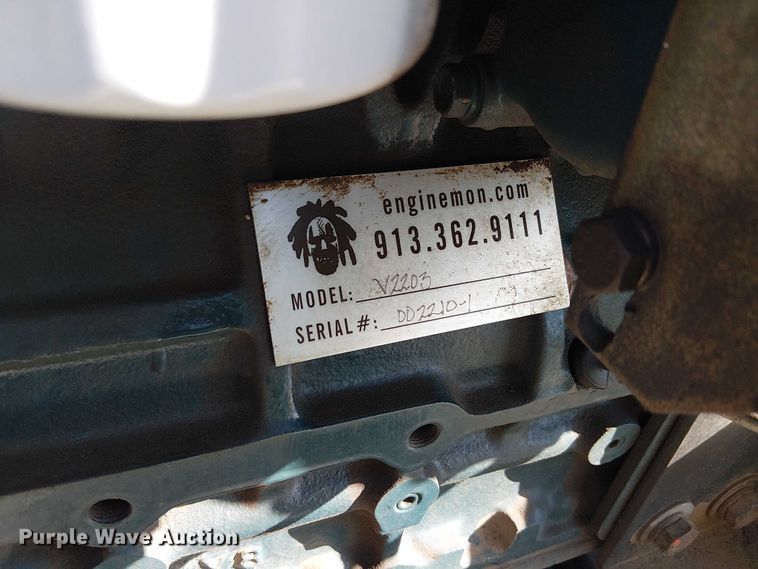 enginemon.com
913.362.9111
MODEL: V2203
SERIAL#: DD2210-1
Purple Wave Auction